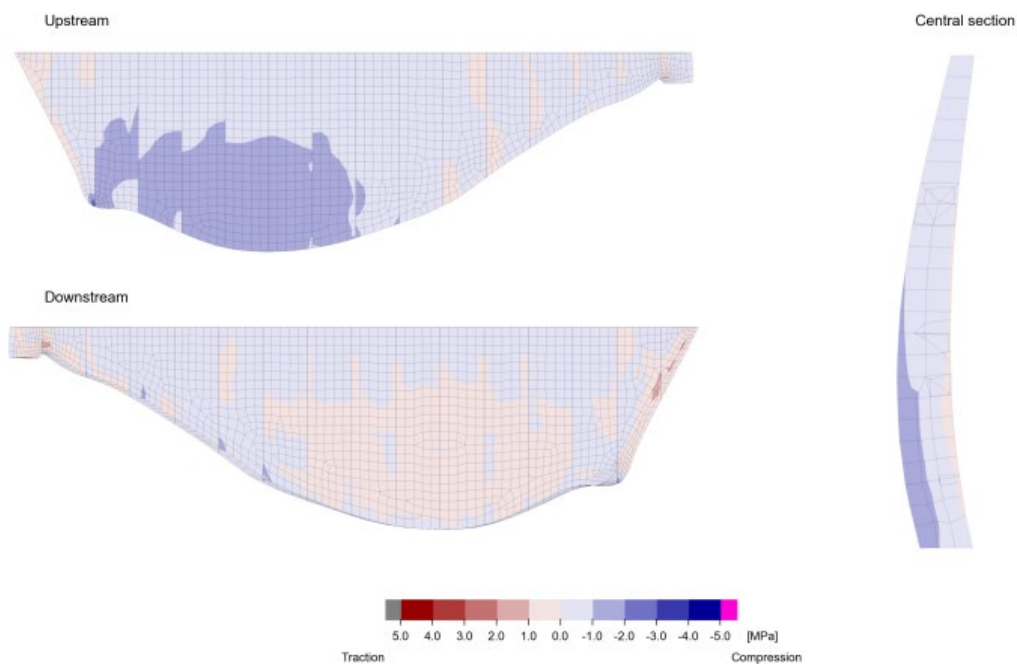 Upstream
Central section
Downstream
5.0 4.0 3.0 2.0 1.0 0.0 -1.0 -2.0 -3.0 -4.0 -5.0 [MPa]
Traction Compression